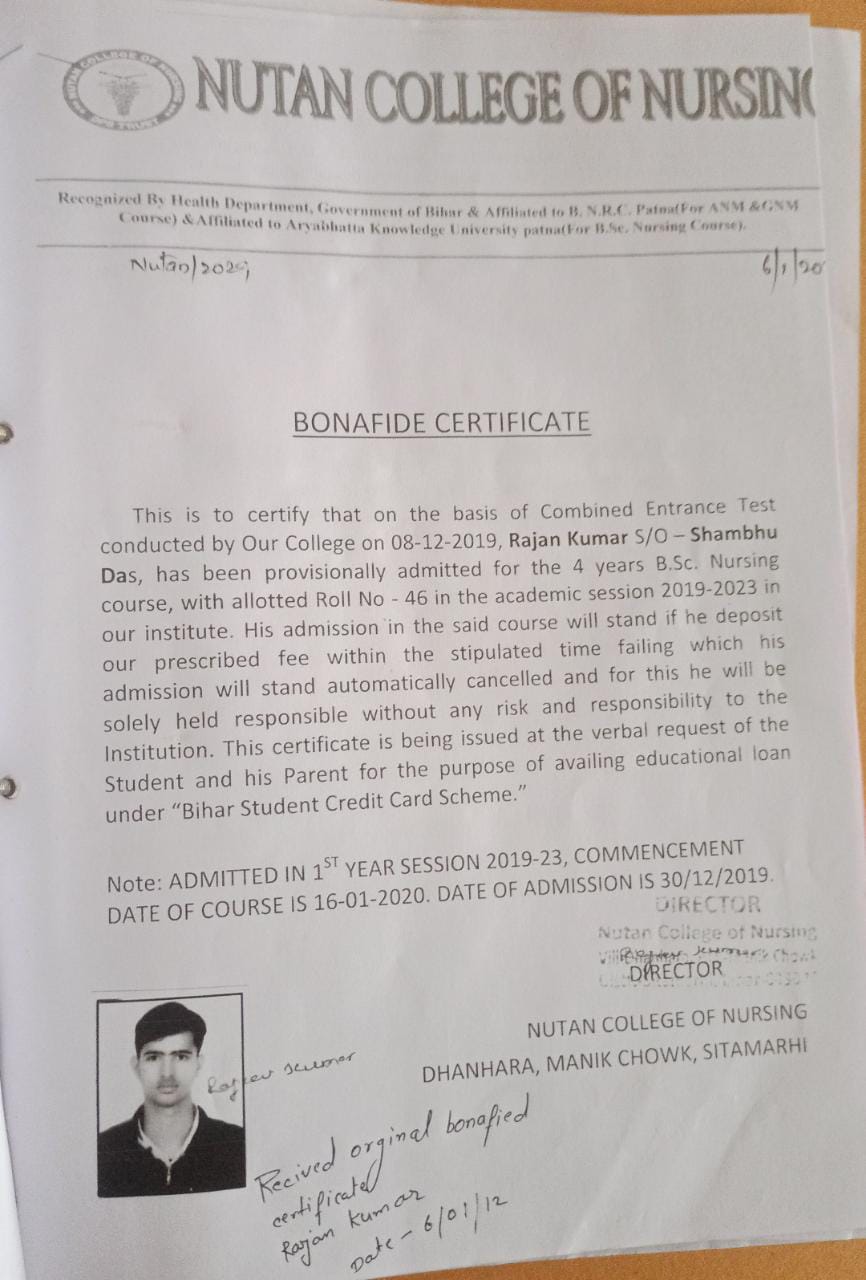 NUTAN COLLEGE OF NURSING
Recognized By Health Department, Government of Bihar & Affiliated to B. N.R.C. Patna(For ANM &GNM
Course) & Affiliated to Aryabhatta Knowledge University patna(For B.Sc. Nursing Course).
Nutan/2029
6/1/20
BONAFIDE CERTIFICATE
This is to certify that on the basis of Combined Entrance Test
conducted by Our College on 08-12-2019, Rajan Kumar S/O – Shambhu
Das, has been provisionally admitted for the 4 years B.Sc. Nursing
course, with allotted Roll No - 46 in the academic session 2019-2023 in
our institute. His admission in the said course will stand if he deposit
our prescribed fee within the stipulated time failing which his
admission will stand automatically cancelled and for this he will be
solely held responsible without any risk and responsibility to the
Institution. This certificate is being issued at the verbal request of the
Student and his Parent for the purpose of availing educational loan
under “Bihar Student Credit Card Scheme.”
Note: ADMITTED IN 1ST YEAR SESSION 2019-23, COMMENCEMENT
DATE OF COURSE IS 16-01-2020. DATE OF ADMISSION IS 30/12/2019.
DIRECTOR
Nutan College of Nursing
Chowk
DIRECTOR
NUTAN COLLEGE OF NURSING
DHANHARA, MANIK CHOWK, SITAMARHI
Rajeev Kumar
Recived orginal bonafied
certificate
Rajan kumar
Date - 6/01/12